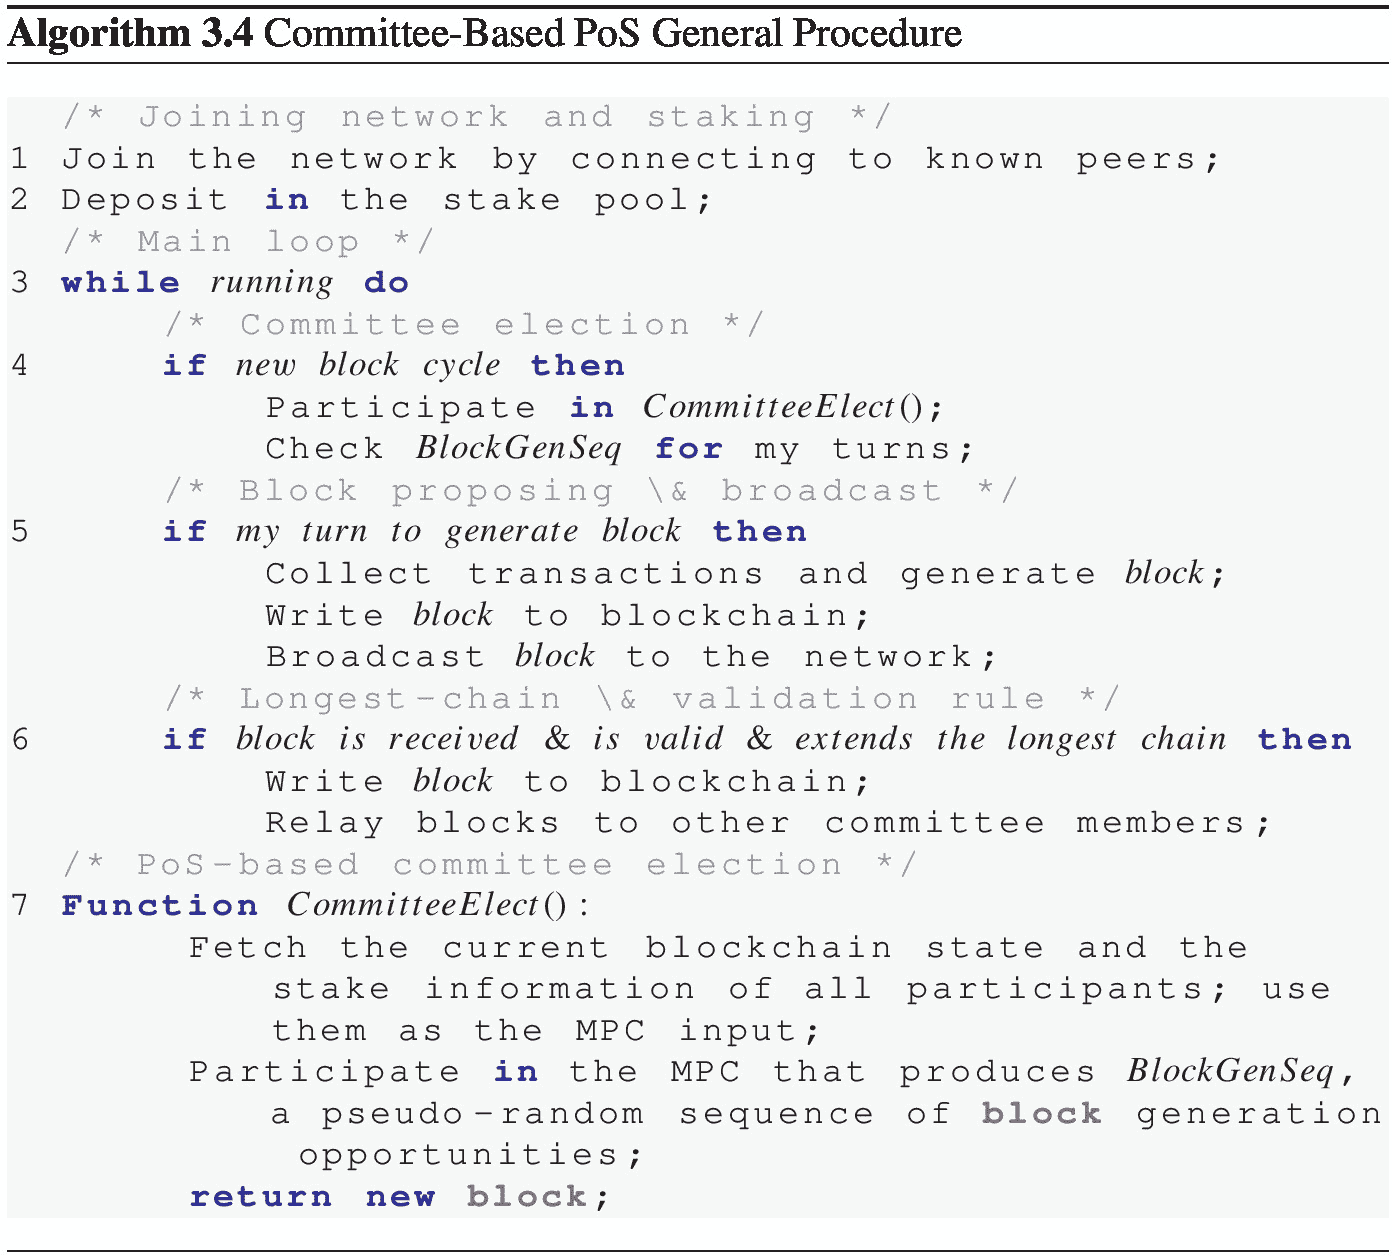 Algorithm 3.4 Committee-Based PoS General Procedure
/* Joining network and staking */
1 Join the network by connecting to known peers;
2 Deposit in the stake pool;
/* Main loop */
3 while running do
/* Committee election */
4 if new block cycle then
Participate in CommitteeElect();
Check BlockGenSeq for my turns;
/* Block proposing \& broadcast */
5 if my turn to generate block then
Collect transactions and generate block;
Write block to blockchain;
Broadcast block to the network;
/* Longest-chain \& validation rule */
6 if block is received & is valid & extends the longest chain then
Write block to blockchain;
Relay blocks to other committee members;
/* PoS-based committee election */
7 Function CommitteeElect():
Fetch the current blockchain state and the
stake information of all participants; use
them as the MPC input;
Participate in the MPC that produces BlockGenSeq,
a pseudo-random sequence of block generation
opportunities;
return new block;